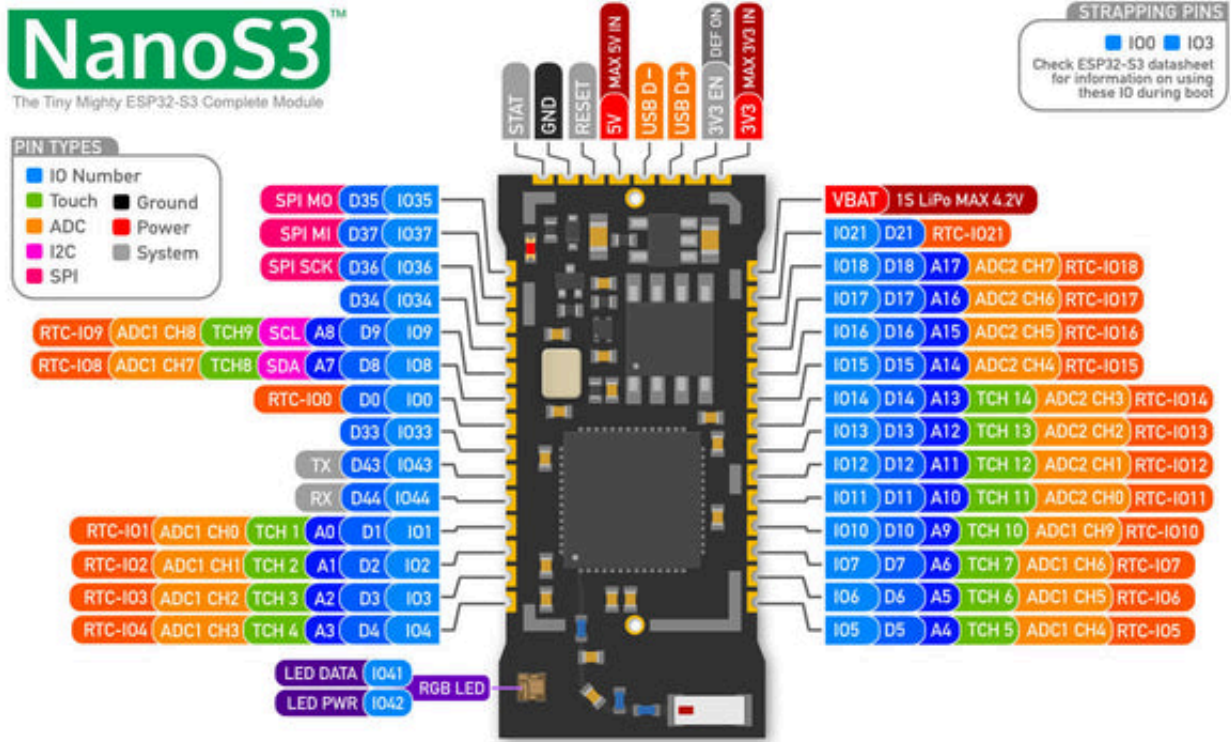 NanoS3™
The Tiny Mighty ESP32-S3 Complete Module
PIN TYPES
IO Number
Touch
Ground
ADC
Power
I2C
System
SPI
STAT
GND
RESET
5V MAX 5V IN
USB D-
USB D+
3V3 EN DEF ON
3V3 MAX 3V3 IN
STRAPPING PINS
IO0 IO3
Check ESP32-S3 datasheet
for information on using
these IO during boot
SPI MO D35 IO35
SPI MI D37 IO37
SPI SCK D36 IO36
D34 IO34
RTC-IO9 ADC1 CH8 TCH9 SCL A8 D9 IO9
RTC-IO8 ADC1 CH7 TCH8 SDA A7 D8 IO8
RTC-IO0 D0 IO0
D33 IO33
TX D43 IO43
RX D44 IO44
RTC-IO1 ADC1 CH0 TCH 1 A0 D1 IO1
RTC-IO2 ADC1 CH1 TCH 2 A1 D2 IO2
RTC-IO3 ADC1 CH2 TCH 3 A2 D3 IO3
RTC-IO4 ADC1 CH3 TCH 4 A3 D4 IO4
LED DATA IO41
LED PWR IO42
RGB LED
VBAT 1S LiPo MAX 4.2V
IO21 D21 RTC-IO21
IO18 D18 A17 ADC2 CH7 RTC-IO18
IO17 D17 A16 ADC2 CH6 RTC-IO17
IO16 D16 A15 ADC2 CH5 RTC-IO16
IO15 D15 A14 ADC2 CH4 RTC-IO15
IO14 D14 A13 TCH 14 ADC2 CH3 RTC-IO14
IO13 D13 A12 TCH 13 ADC2 CH2 RTC-IO13
IO12 D12 A11 TCH 12 ADC2 CH1 RTC-IO12
IO11 D11 A10 TCH 11 ADC2 CH0 RTC-IO11
IO10 D10 A9 TCH 10 ADC1 CH9 RTC-IO10
IO7 D7 A6 TCH 7 ADC1 CH6 RTC-IO7
IO6 D6 A5 TCH 6 ADC1 CH5 RTC-IO6
IO5 D5 A4 TCH 5 ADC1 CH4 RTC-IO5